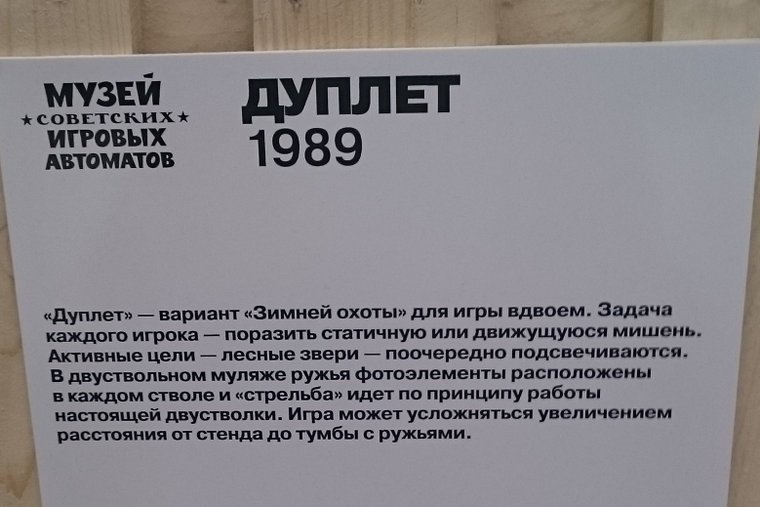 МУЗЕЙ
★СОВЕТСКИХ★
ИГРОВЫХ
АВТОМАТОВ
ДУПЛЕТ
1989
«Дуплет» — вариант «Зимней охоты» для игры вдвоем. Задача
каждого игрока — поразить статичную или движущуюся мишень.
Активные цели — лесные звери — поочередно подсвечиваются.
В двуствольном муляже ружья фотоэлементы расположены
в каждом стволе и «стрельба» идет по принципу работы
настоящей двустволки. Игра может усложняться увеличением
расстояния от стенда до тумбы с ружьями.